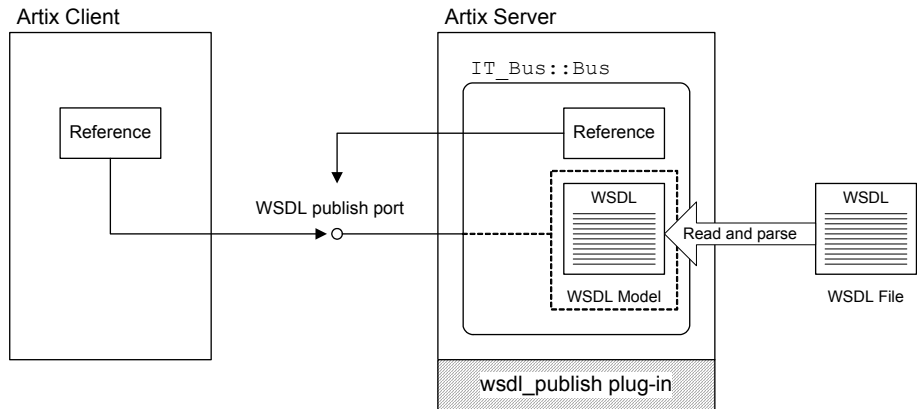 Artix Client
Artix Server
IT_Bus::Bus
Reference
Reference
WSDL publish port
WSDL
Read and parse
WSDL
WSDL Model
WSDL File
wsdl_publish plug-in